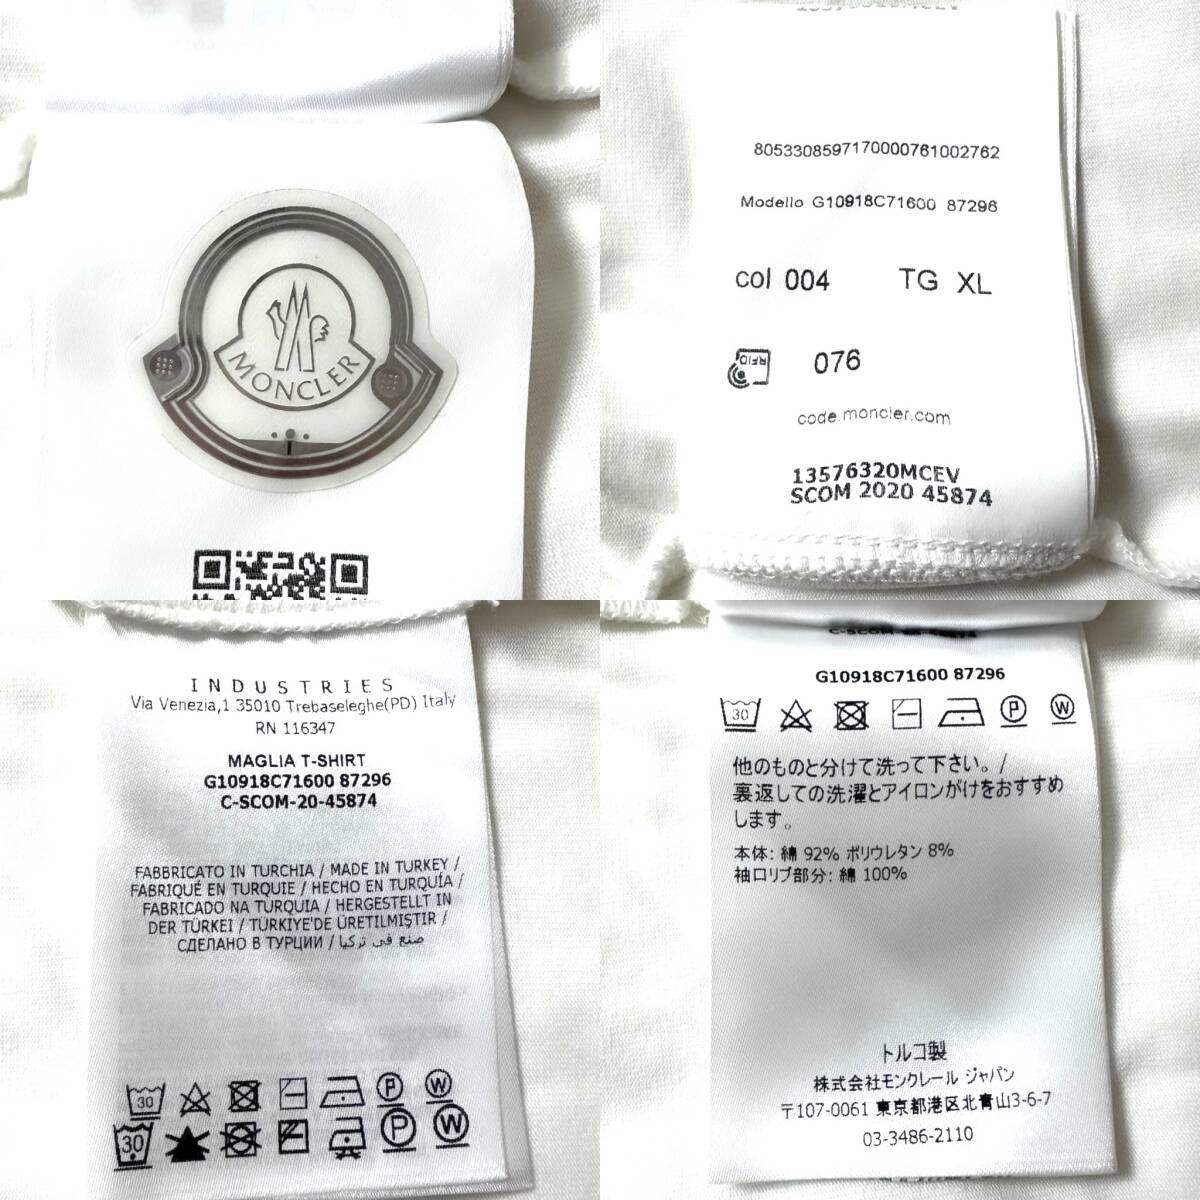 MONCLER
13576320MCEV
8053308597170000761002762
Modello G10918C71600 87296
col 004 TG XL
RFID
076
code.moncler.com
13576320MCEV
SCOM 2020 45874
INDUSTRIES
Via Venezia,1 35010 Trebaseleghe(PD) Italy
RN 116347
MAGLIA T-SHIRT
G10918C71600 87296
C-SCOM-20-45874
FABBRICATO IN TURCHIA / MADE IN TURKEY /
FABRIQUÉ EN TURQUIE / HECHO EN TURQUÍA /
FABRICADO NA TURQUIA / HERGESTELLT IN
DER TÜRKEI / TÜRKIYE'DE ÜRETILMIŞTIR /
СДЕЛАНО В ТУРЦИИ / صنع في تركيا
30 P W
30 P W
C-SCOM-20-45874
G10918C71600 87296
30 P W
他のものと分けて洗って下さい。/
裏返しての洗濯とアイロンがけをおすすめ
します。
本体: 綿 92% ポリウレタン 8%
袖口リブ部分: 綿 100%
トルコ製
株式会社モンクレール ジャパン
〒107-0061 東京都港区北青山3-6-7
03-3486-2110